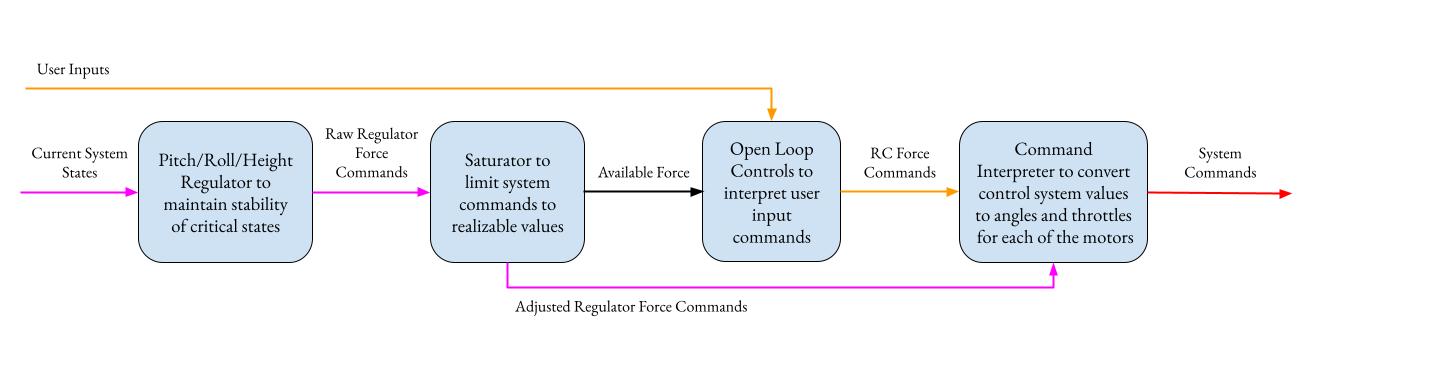 User Inputs
Current System
States
Pitch/Roll/Height
Regulator to
maintain stability
of critical states
Raw Regulator
Force
Commands
Saturator to
limit system
commands to
realizable values
Available Force
Open Loop
Controls to
interpret user
input
commands
RC Force
Commands
Command
Interpreter to convert
control system values
to angles and throttles
for each of the motors
System
Commands
Adjusted Regulator Force Commands